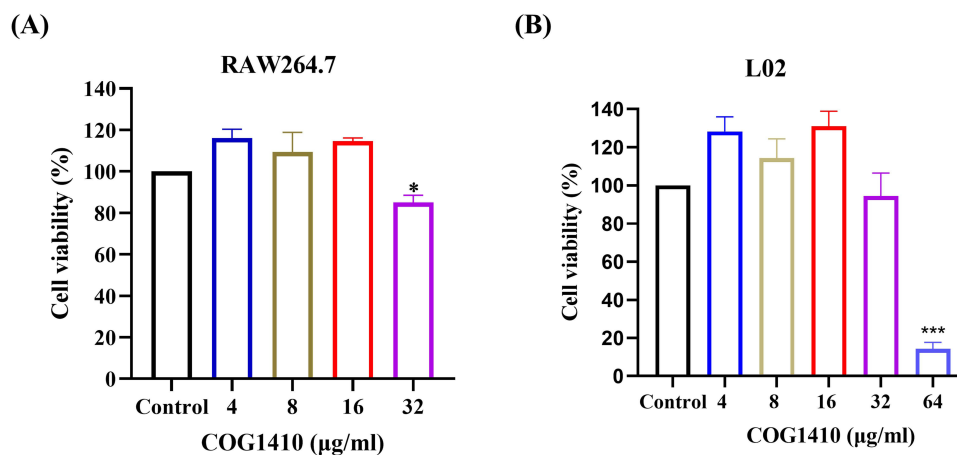 (A)
RAW264.7
Cell viability (%)
140
120
100
80
60
40
20
0
*
Control 4 8 16 32
COG1410 (μg/ml)
(B)
L02
Cell viability (%)
140
120
100
80
60
40
20
0
***
Control 4 8 16 32 64
COG1410 (μg/ml)